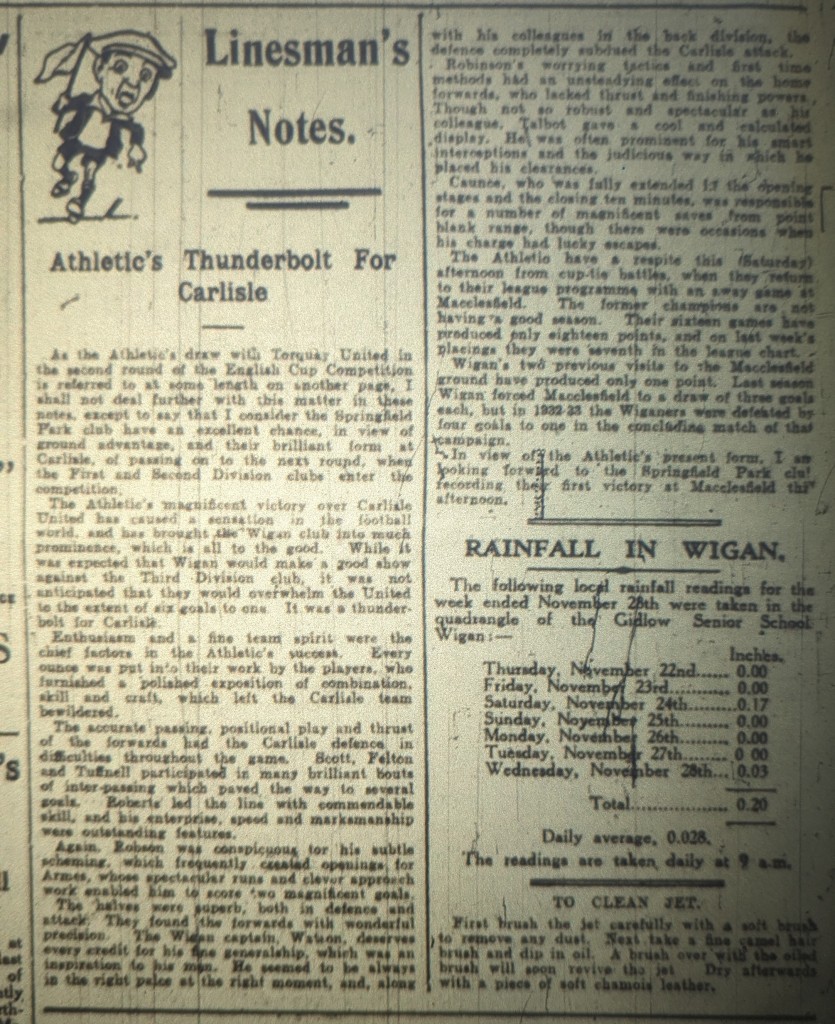 Linesman's
Notes.
Athletic's Thunderbolt For
Carlisle
As the Athletic's draw with Torquay United in
the second round of the English Cup Competition
is referred to at some length on another page, I
shall not deal further with this matter in these
notes, except to say that I consider the Springfield
Park club have an excellent chance, in view of
ground advantage, and their brilliant form at
Carlisle, of passing on to the next round, when
the First and Second Division clubs enter the
competition.
The Athletic's magnificent victory over Carlisle
United has caused a sensation in the football
world, and has brought the Wigan club into much
prominence, which is all to the good. While it
was expected that Wigan would make a good show
against the Third Division club, it was not
anticipated that they would overwhelm the United
to the extent of six goals to one. It was a thunder-
bolt for Carlisle.
Enthusiasm and a fine team spirit were the
chief factors in the Athletic's success. Every
ounce was put into their work by the players, who
furnished a polished exposition of combination,
skill and craft, which left the Carlisle team
bewildered.
The accurate passing, positional play and thrust
of the forwards had the Carlisle defence in
difficulties throughout the game. Scott, Felton
and Tuffnell participated in many brilliant bouts
of inter-passing which paved the way to several
goals. Roberts led the line with commendable
skill, and his enterprise, speed and marksmanship
were outstanding features.
Again, Robson was conspicuous for his subtle
scheming, which frequently created openings for
Armes, whose spectacular runs and clever approach
work enabled him to score two magnificent goals.
The halves were superb, both in defence and
attack. They found the forwards with wonderful
precision. The Wigan captain, Watson, deserves
every credit for his fine generalship, which was an
inspiration to his men. He seemed to be always
in the right palce at the right moment, and, along
with his colleagues in the back division, the
defence completely subdued the Carlisle attack.
Robinson's worrying tactics and first time
methods had an unsteadying effect on the home
forwards, who lacked thrust and finishing powers.
Though not so robust and spectacular as his
colleague, Talbot gave a cool and calculated
display. He was often prominent for his smart
interceptions and the judicious way in which he
placed his clearances.
Caunce, who was fully extended in the opening
stages and the closing ten minutes, was responsible
for a number of magnificent saves from point
blank range, though there were occasions when
his charge had lucky escapes.
The Athletic have a respite this (Saturday)
afternoon from cup-tie battles, when they return
to their league programme with an away game at
Macclesfield. The former champions are not
having a good season. Their sixteen games have
produced only eighteen points, and on last week's
placings they were seventh in the league chart.
Wigan's two previous visits to the Macclesfield
ground have produced only one point. Last season
Wigan forced Macclesfield to a draw of three goals
each, but in 1932-33 the Wiganers were defeated by
four goals to one in the concluding match of that
campaign.
In view of the Athletic's present form, I am
looking forward to the Springfield Park club
recording their first victory at Macclesfield this
afternoon.
RAINFALL IN WIGAN.
The following local rainfall readings for the
week ended November 28th were taken in the
quadrangle of the Gidlow Senior School,
Wigan:—
Inches.
Thursday, November 22nd...... 0.00
Friday, November 23rd.......... 0.00
Saturday, November 24th....... 0.17
Sunday, November 25th......... 0.00
Monday, November 26th........ 0.00
Tuesday, November 27th....... 0 00
Wednesday, November 28th... 0.03
Total................ 0.20
Daily average, 0.028.
The readings are taken daily at 9 a.m.
TO CLEAN JET.
First brush the jet carefully with a soft brush
to remove any dust. Next take a fine camel hair
brush and dip in oil. A brush over with the oiled
brush will soon revive the jet Dry afterwards
with a piece of soft chamois leather.